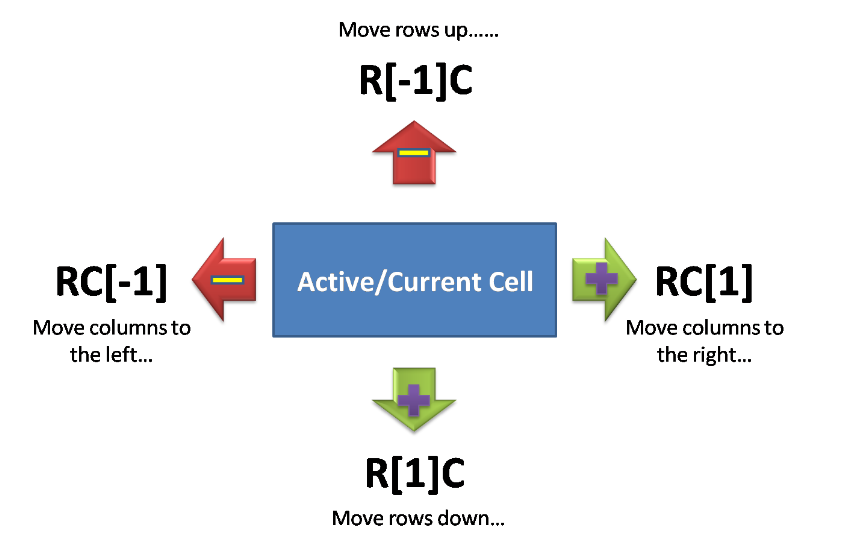 Move rows up......
R[-1]C
RC[-1]
Move columns to
the left...
Active/Current Cell
RC[1]
Move columns to
the right...
R[1]C
Move rows down...